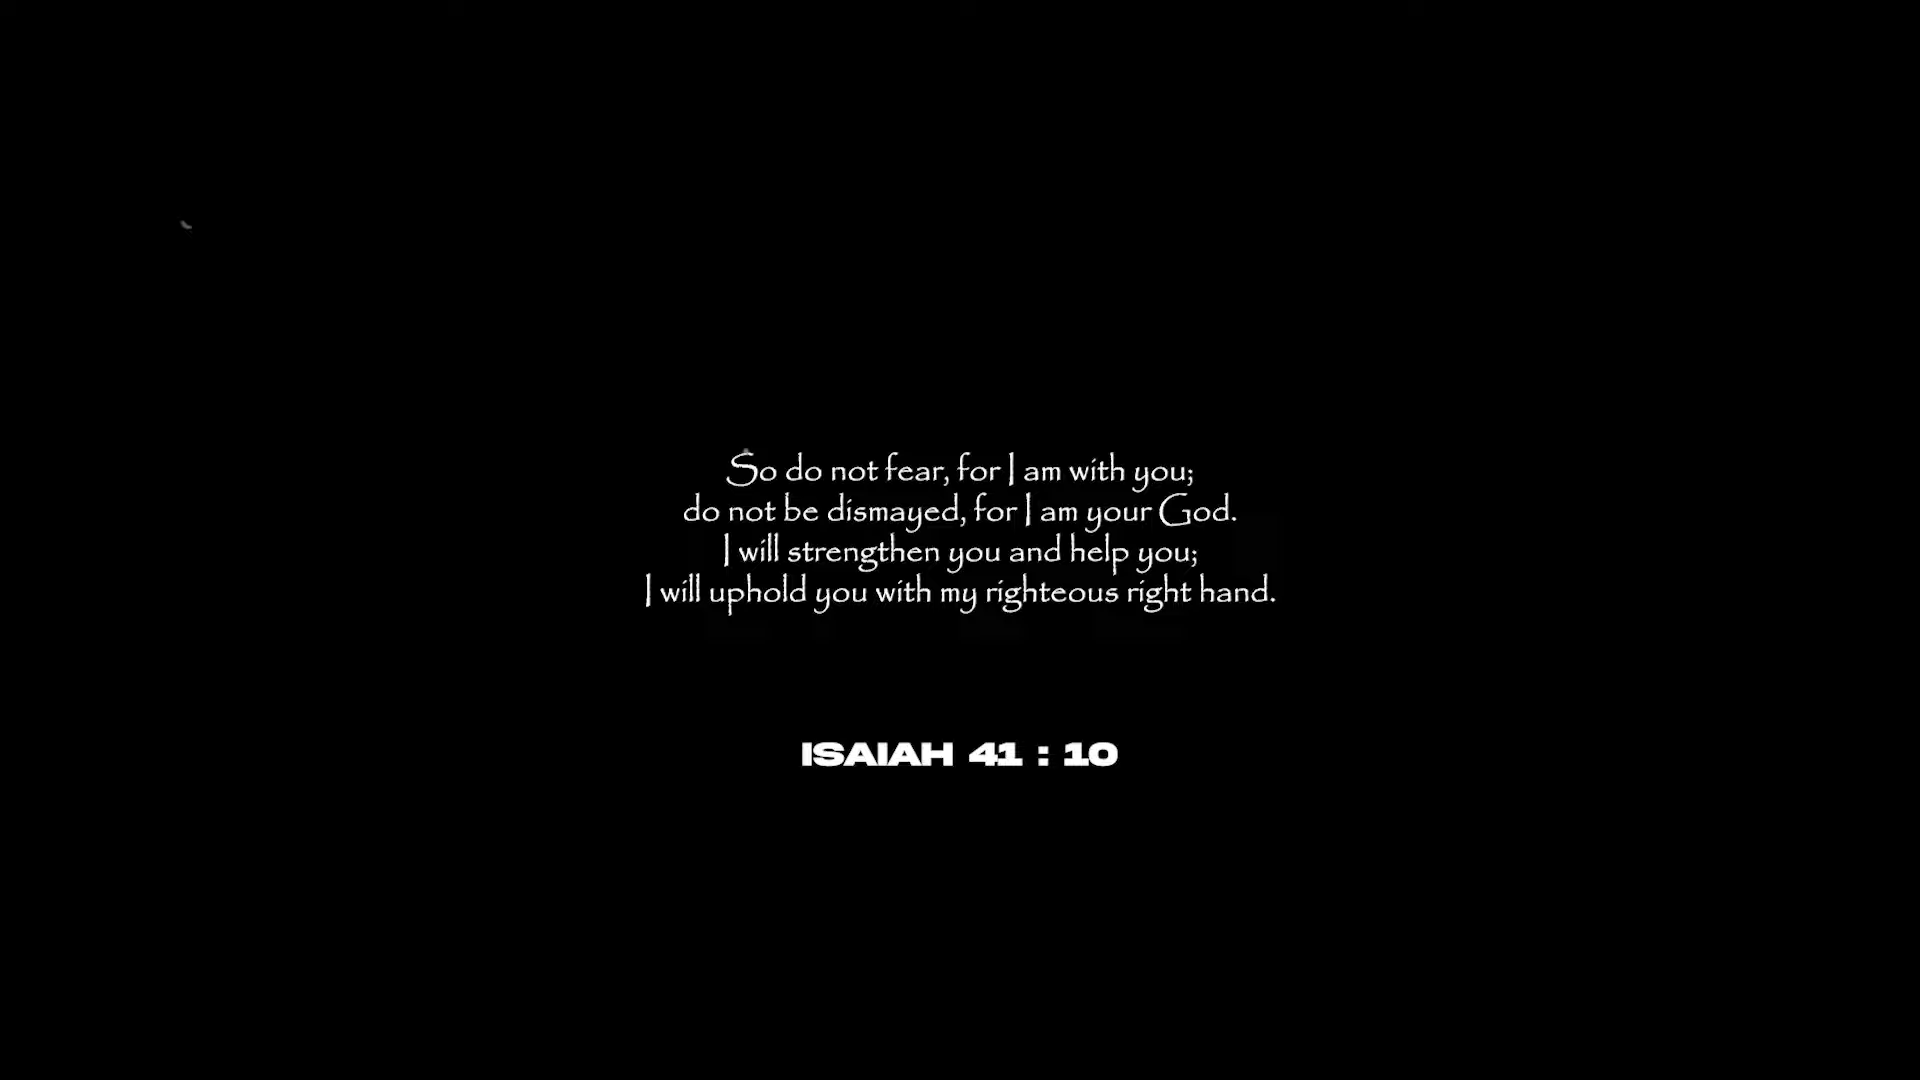 So do not fear, for I am with you;
do not be dismayed, for I am your God.
I will strengthen you and help you;
I will uphold you with my righteous right hand.
ISAIAH 41 : 10